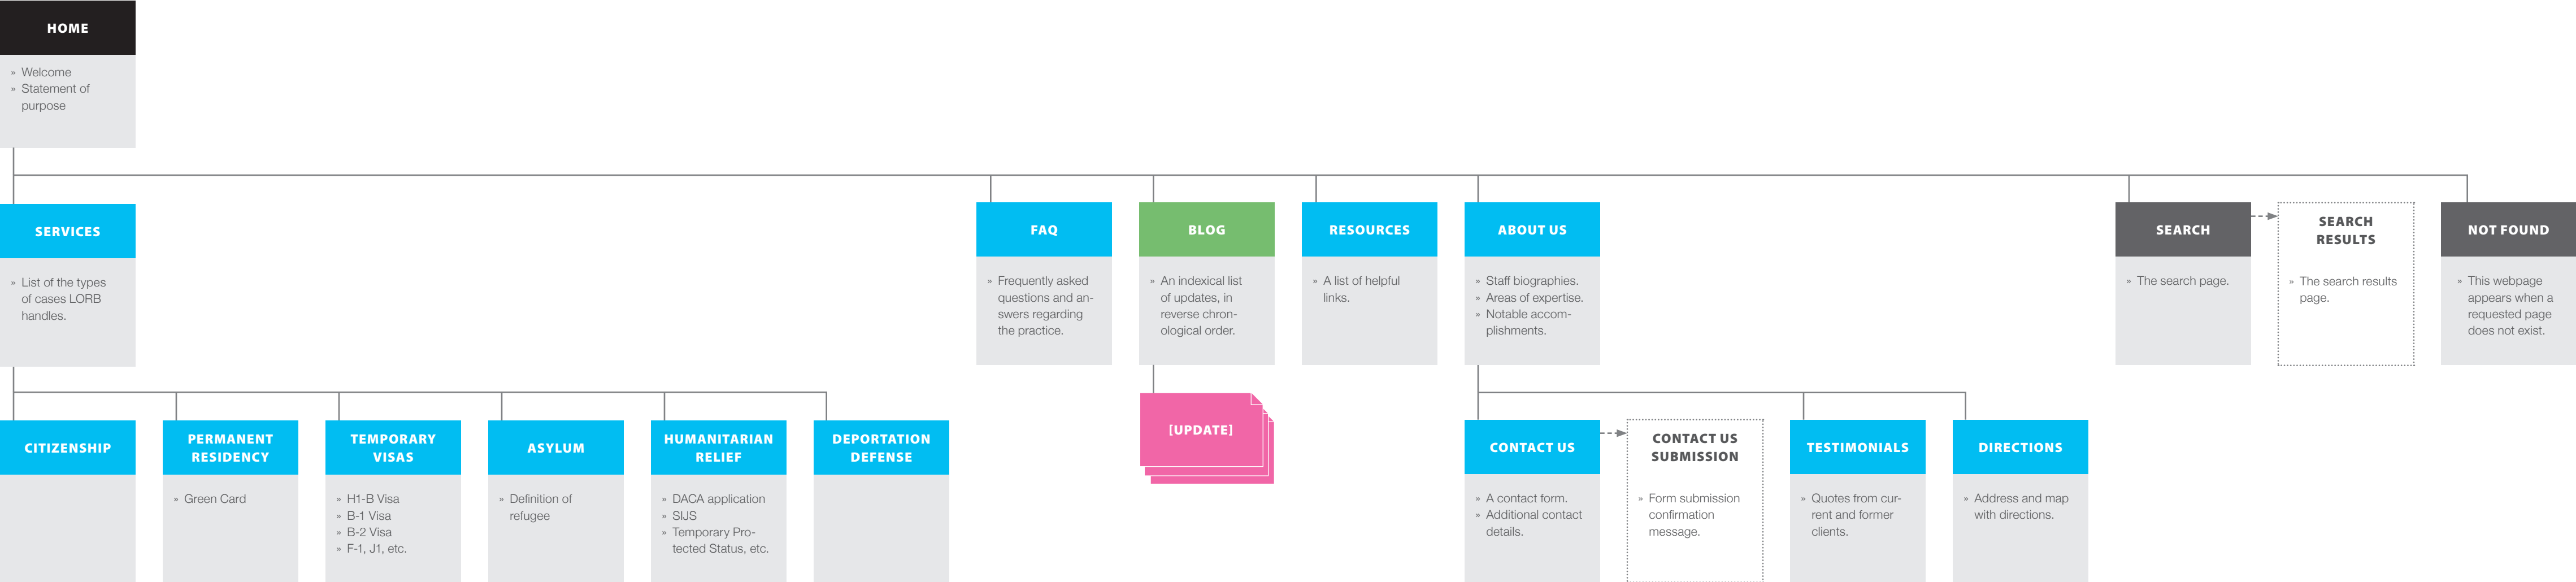 HOME
» Welcome
» Statement of
purpose
SERVICES
» List of the types
of cases LORB
handles.
FAQ
» Frequently asked
questions and an-
swers regarding
the practice.
BLOG
» An indexical list
of updates, in
reverse chron-
ological order.
RESOURCES
» A list of helpful
links.
ABOUT US
» Staff biographies.
» Areas of expertise.
» Notable accom-
plishments.
SEARCH
» The search page.
SEARCH
RESULTS
» The search results
page.
NOT FOUND
» This webpage
appears when a
requested page
does not exist.
CITIZENSHIP
PERMANENT
RESIDENCY
» Green Card
TEMPORARY
VISAS
» H1-B Visa
» B-1 Visa
» B-2 Visa
» F-1, J1, etc.
ASYLUM
» Definition of
refugee
HUMANITARIAN
RELIEF
» DACA application
» SIJS
» Temporary Pro-
tected Status, etc.
DEPORTATION
DEFENSE
[UPDATE]
CONTACT US
» A contact form.
» Additional contact
details.
CONTACT US
SUBMISSION
» Form submission
confirmation
message.
TESTIMONIALS
» Quotes from cur-
rent and former
clients.
DIRECTIONS
» Address and map
with directions.